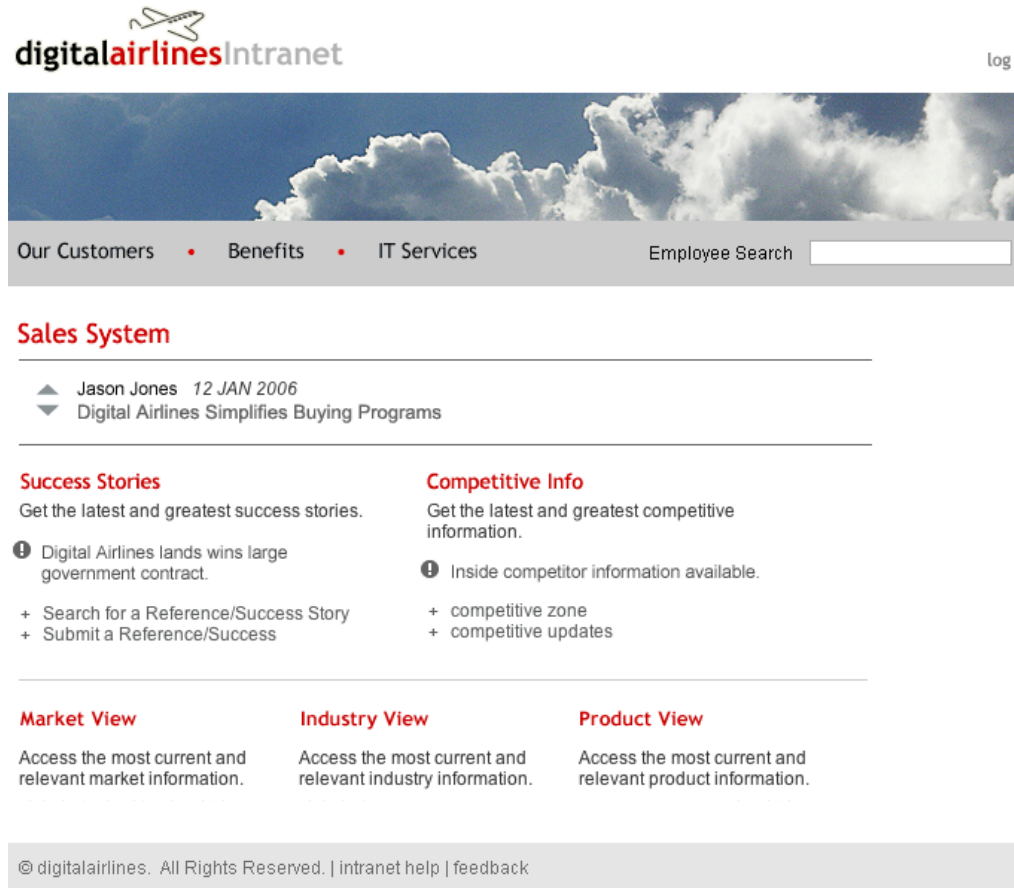 digitalairlinesIntranet
log
Our Customers • Benefits • IT Services
Employee Search
Sales System
Jason Jones 12 JAN 2006
Digital Airlines Simplifies Buying Programs
Success Stories
Get the latest and greatest success stories.
Digital Airlines lands wins large
government contract.
+ Search for a Reference/Success Story
+ Submit a Reference/Success
Competitive Info
Get the latest and greatest competitive
information.
Inside competitor information available.
+ competitive zone
+ competitive updates
Market View
Access the most current and
relevant market information.
Industry View
Access the most current and
relevant industry information.
Product View
Access the most current and
relevant product information.
© digitalairlines. All Rights Reserved. | intranet help | feedback